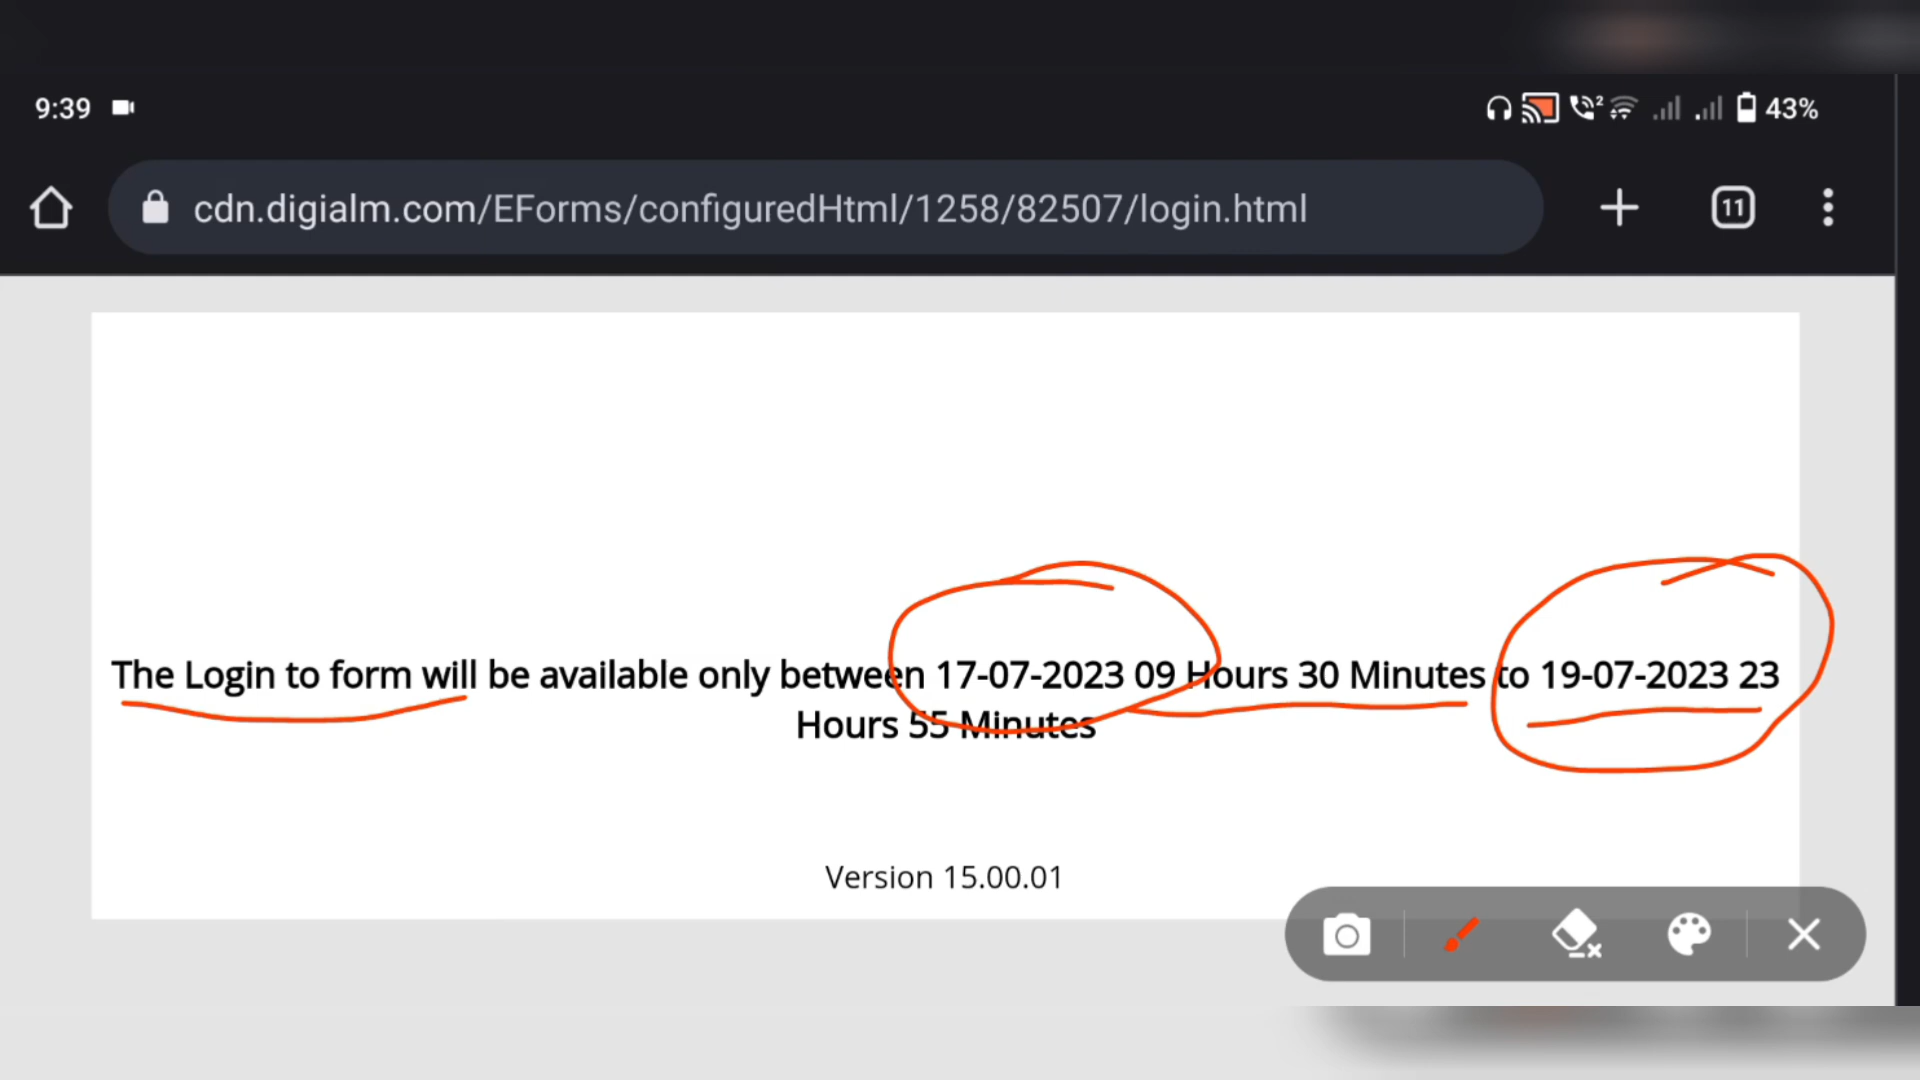 9:39
2
43%
cdn.digialm.com/EForms/configuredHtml/1258/82507/login.html
11
The Login to form will be available only between 17-07-2023 09 Hours 30 Minutes to 19-07-2023 23
Hours 55 Minutes
Version 15.00.01